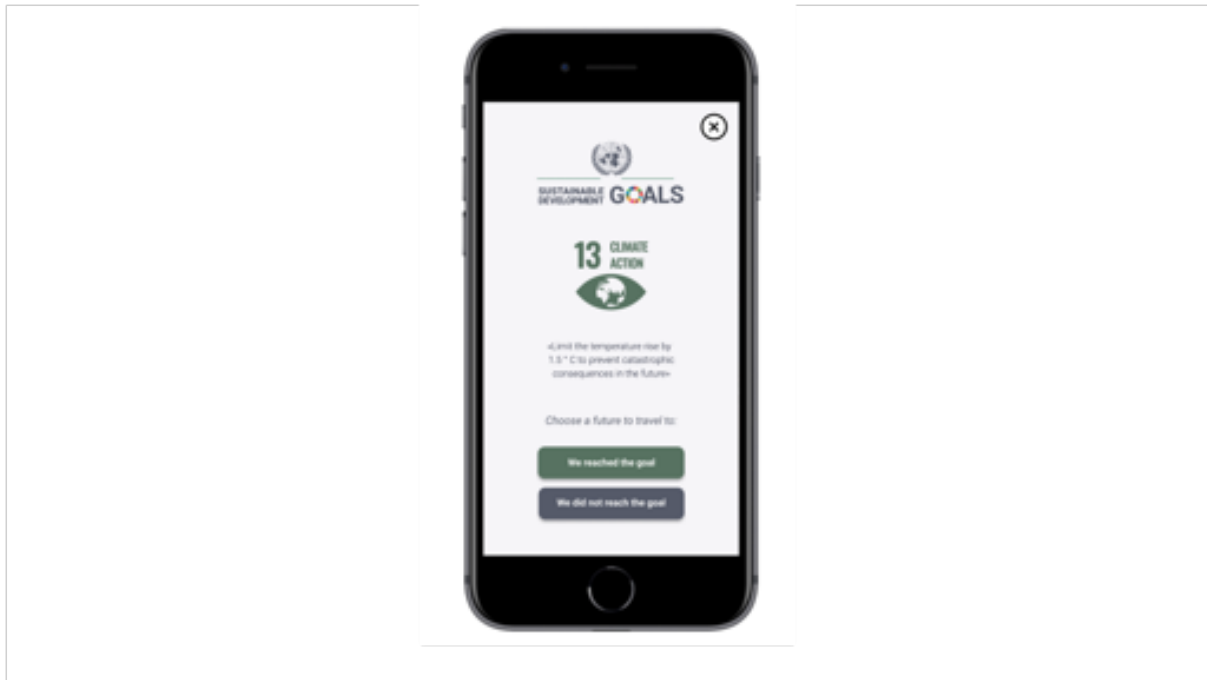 SUSTAINABLE
DEVELOPMENT GOALS
13 CLIMATE
ACTION
«Limit the temperature rise by
1.5 ° C to prevent catastrophic
consequences in the future»
Choose a future to travel to:
We reached the goal
We did not reach the goal